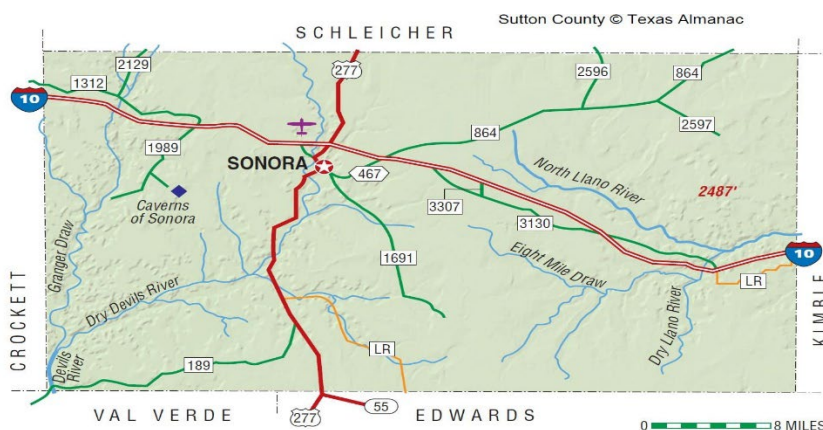 Sutton County © Texas Almanac
SCHLEICHER
2129
1312
277
2596
864
10
2597
864
1989
SONORA
467
North Llano River
Caverns
of Sonora
3307
2487'
3130
Granger Draw
1691
Eight Mile Draw
10
LR
CROCKETT
Dry Devils River
Dry Llano River
KIMBLE
LR
189
Devils
River
VAL VERDE
277
55
EDWARDS
0
8 MILES